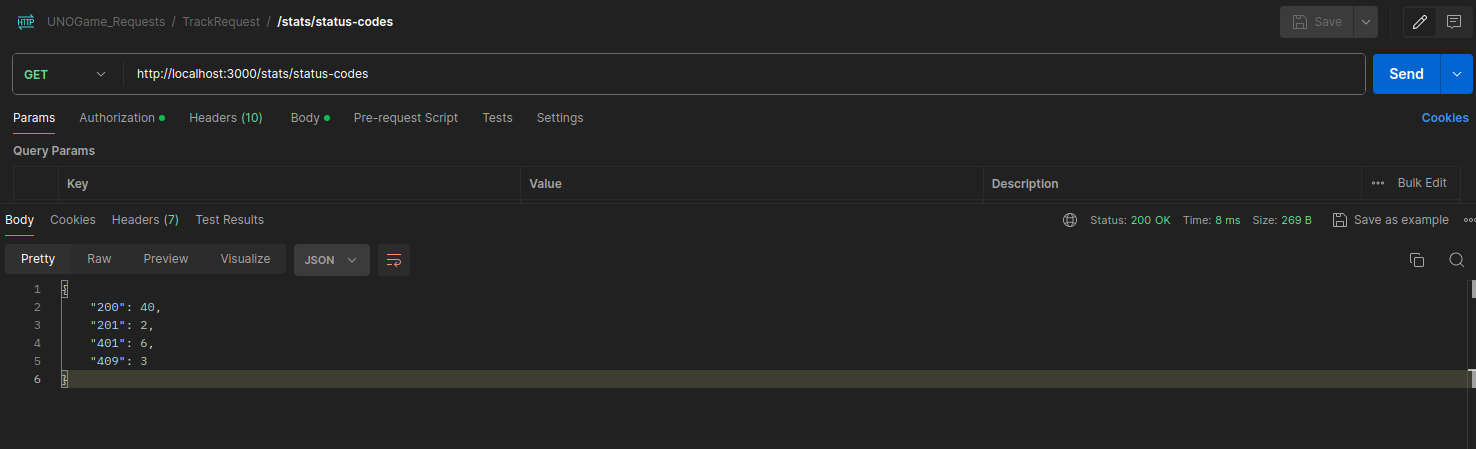 HTTP UNOGame_Requests / TrackRequest / /stats/status-codes Save
GET http://localhost:3000/stats/status-codes Send
Params Authorization Headers (10) Body Pre-request Script Tests Settings Cookies
Query Params
Key Value Description Bulk Edit
Body Cookies Headers (7) Test Results Status: 200 OK Time: 8 ms Size: 269 B Save as example
Pretty Raw Preview Visualize JSON
1 {
2 "200": 40,
3 "201": 2,
4 "401": 6,
5 "409": 3
6 }